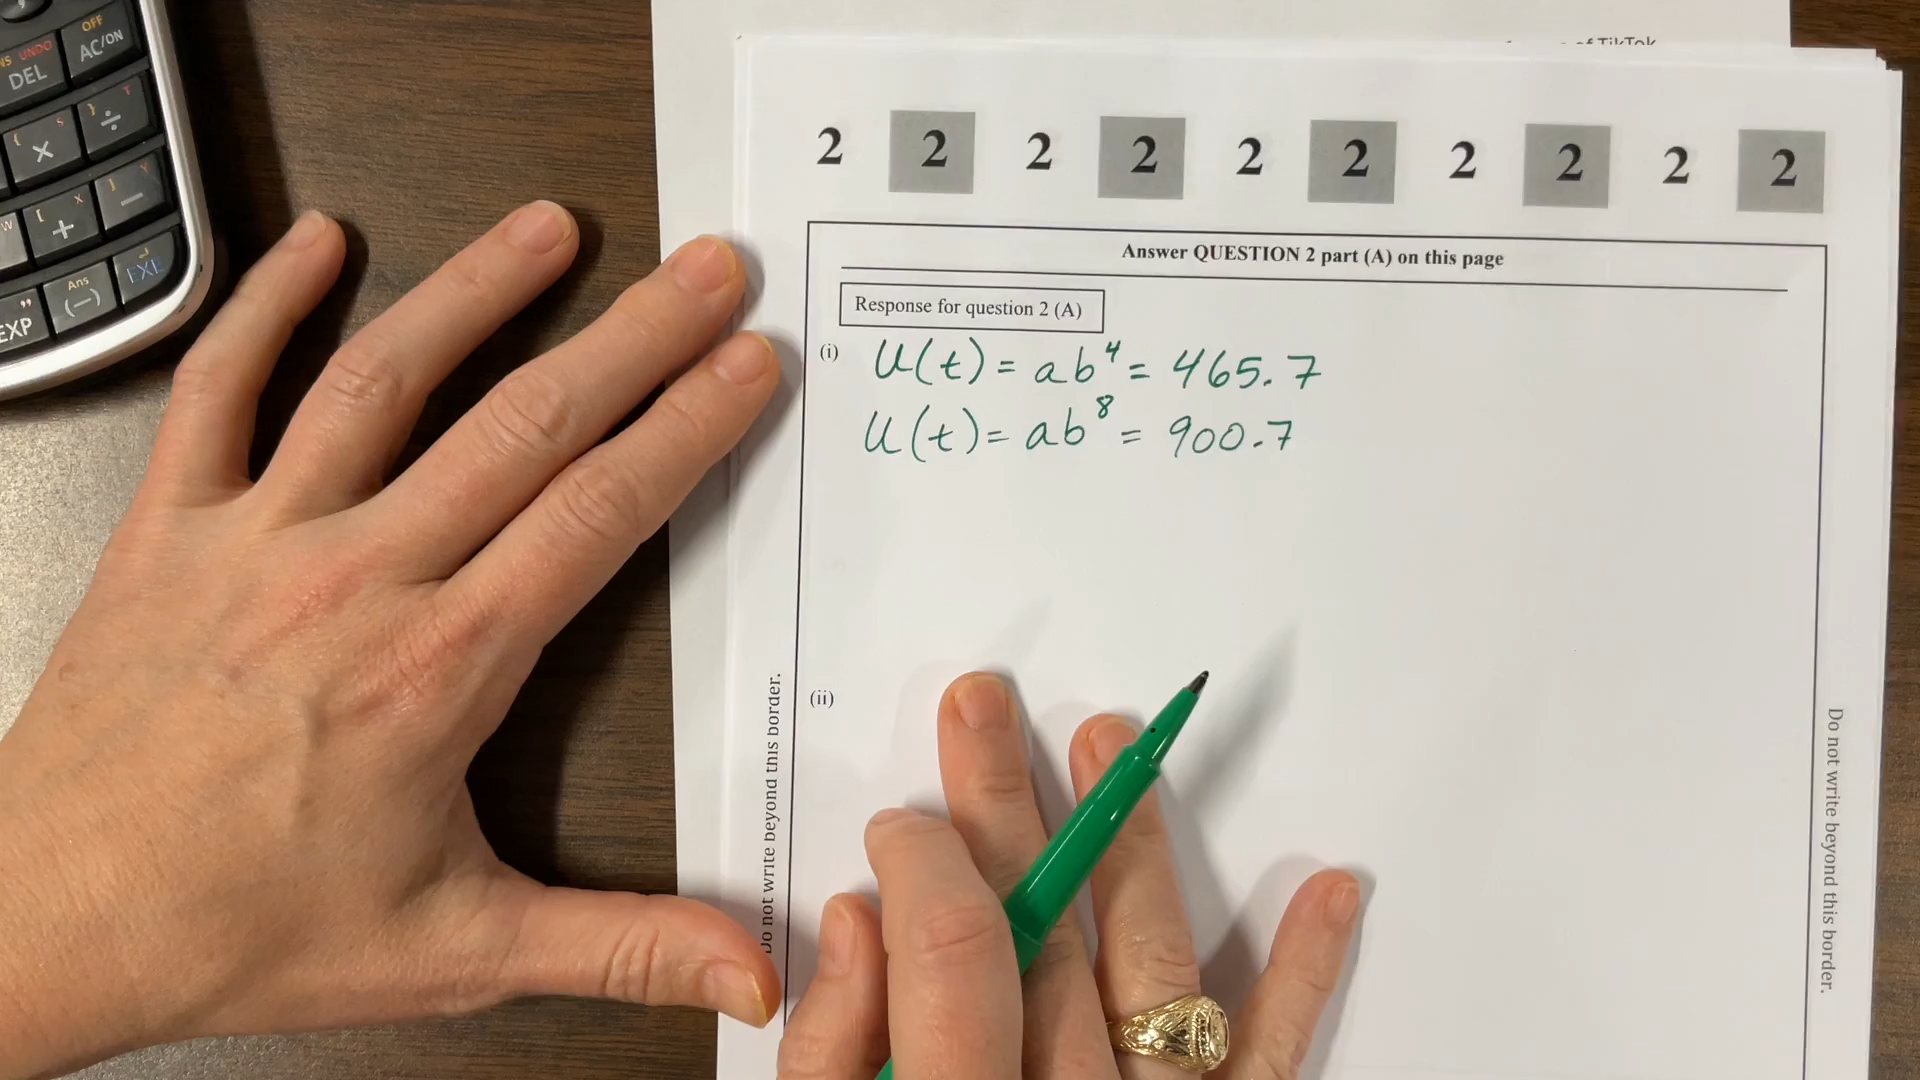 OFF
UNDO
DEL
AC/ON
S
T
×
÷
W
X
Y
+
−
"
Ans
EXP
(−)
EXE
of TikTok
2 2 2 2 2 2 2 2 2 2
Answer QUESTION 2 part (A) on this page
Response for question 2 (A)
(i) U(t) = ab⁴ = 465.7
U(t) = ab⁸ = 900.7
(ii)
Do not write beyond this border.
Do not write beyond this border.